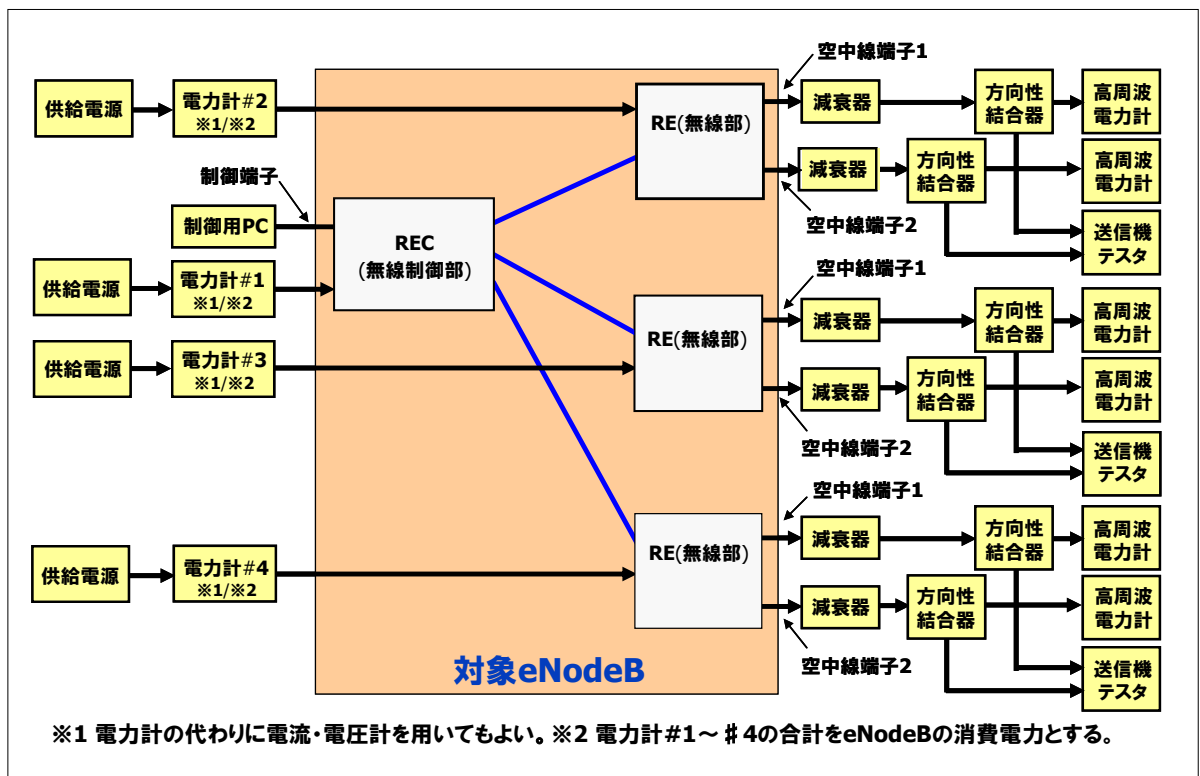 空中線端子1
供給電源
電力計#2
※1/※2
RE(無線部)
減衰器
方向性
結合器
高周波
電力計
減衰器
方向性
結合器
高周波
電力計
空中線端子2
送信機
テスタ
制御端子
制御用PC
REC
(無線制御部)
供給電源
電力計#1
※1/※2
空中線端子1
RE(無線部)
減衰器
方向性
結合器
高周波
電力計
供給電源
電力計#3
※1/※2
減衰器
方向性
結合器
高周波
電力計
空中線端子2
送信機
テスタ
空中線端子1
供給電源
電力計#4
※1/※2
RE(無線部)
減衰器
方向性
結合器
高周波
電力計
減衰器
方向性
結合器
高周波
電力計
空中線端子2
送信機
テスタ
対象eNodeB
※1 電力計の代わりに電流・電圧計を用いてもよい。※2 電力計#1～♯4の合計をeNodeBの消費電力とする。